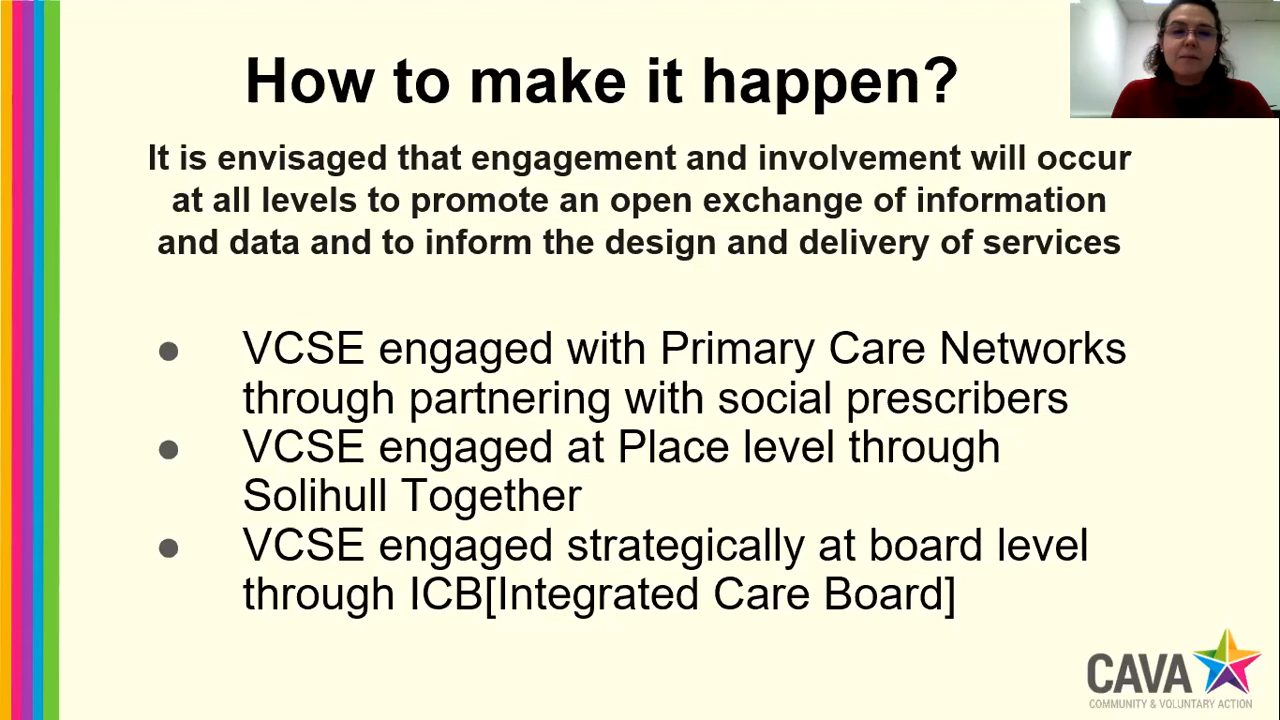 How to make it happen?
It is envisaged that engagement and involvement will occur
at all levels to promote an open exchange of information
and data and to inform the design and delivery of services
● VCSE engaged with Primary Care Networks
through partnering with social prescribers
● VCSE engaged at Place level through
Solihull Together
● VCSE engaged strategically at board level
through ICB[Integrated Care Board]
CAVA
COMMUNITY & VOLUNTARY ACTION